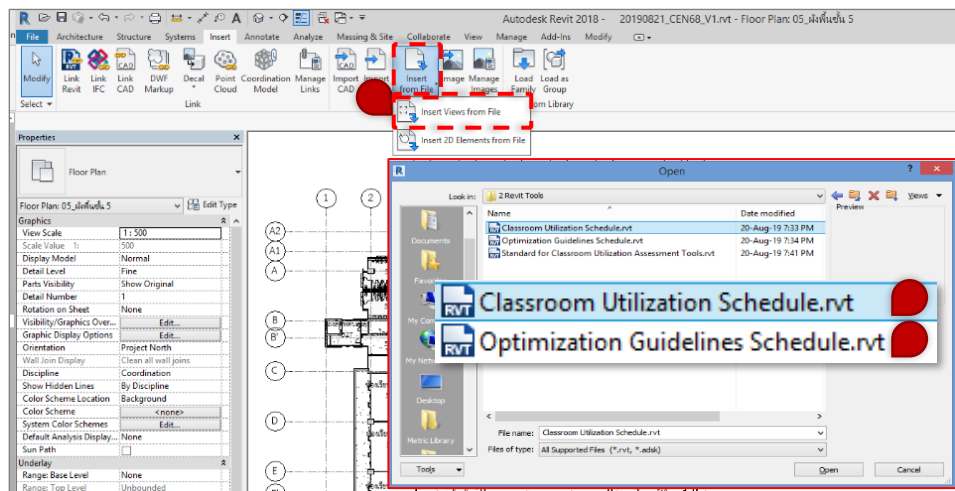 Autodesk Revit 2018 - 20190821_CEN68_V1.rvt - Floor Plan: 05_ผังพื้นชั้น 5
File Architecture Structure Systems Insert Annotate Analyze Massing & Site Collaborate View Manage Add-Ins Modify
Modify Link Link Link DWF Decal Point Coordination Manage Import Import Insert Image Manage Load Load as
Revit IFC CAD Markup Cloud Model Links CAD from File Images Family Group
Select Link om Library
Insert Views from File
Insert 2D Elements from File
Properties
Floor Plan
Floor Plan: 05_ผังพื้นชั้น 5 Edit Type
Graphics
View Scale 1 : 500
Scale Value 1: 500
Display Model Normal
Detail Level Fine
Parts Visibility Show Original
Detail Number 1
Rotation on Sheet None
Visibility/Graphics Over... Edit...
Graphic Display Options Edit...
Orientation Project North
Wall Join Display Clean all wall joins
Discipline Coordination
Show Hidden Lines By Discipline
Color Scheme Location Background
Color Scheme <none>
System Color Schemes Edit...
Default Analysis Display... None
Sun Path
Underlay
Range: Base Level None
Range: Top Level Unbounded
1 2
A2
A1
A
B
B'
C
D
E
Open
Look in: 2 Revit Tools Views
Preview
Name Date modified
Classroom Utilization Schedule.rvt 20-Aug-19 7:33 PM
Optimization Guidelines Schedule.rvt 20-Aug-19 7:34 PM
Standard for Classroom Utilization Assessment Tools.rvt 20-Aug-19 7:41 PM
Documents
Favorites
My Com
My Netw
Desktop
Metric Library
Classroom Utilization Schedule.rvt
Optimization Guidelines Schedule.rvt
File name: Classroom Utilization Schedule.rvt
Files of type: All Supported Files (*.rvt, *.adsk)
Tools Open Cancel